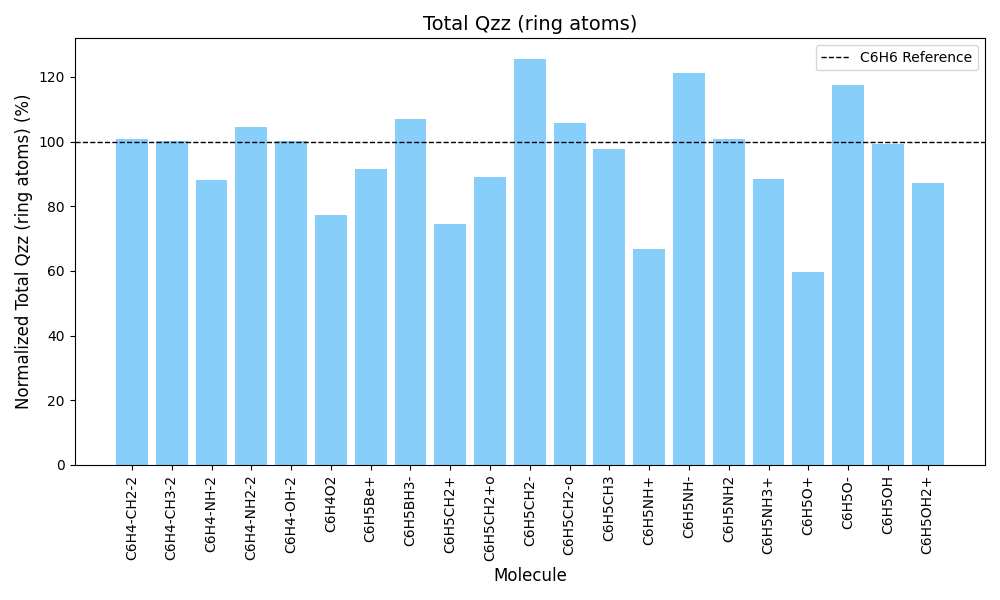 Total Qzz (ring atoms)
C6H6 Reference
Normalized Total Qzz (ring atoms) (%)
120
100
80
60
40
20
0
C6H4-CH2-2
C6H4-CH3-2
C6H4-NH-2
C6H4-NH2-2
C6H4-OH-2
C6H4O2
C6H5Be+
C6H5BH3-
C6H5CH2+
C6H5CH2+o
C6H5CH2-
C6H5CH2-o
C6H5CH3
C6H5NH+
C6H5NH-
C6H5NH2
C6H5NH3+
C6H5O+
C6H5O-
C6H5OH
C6H5OH2+
Molecule